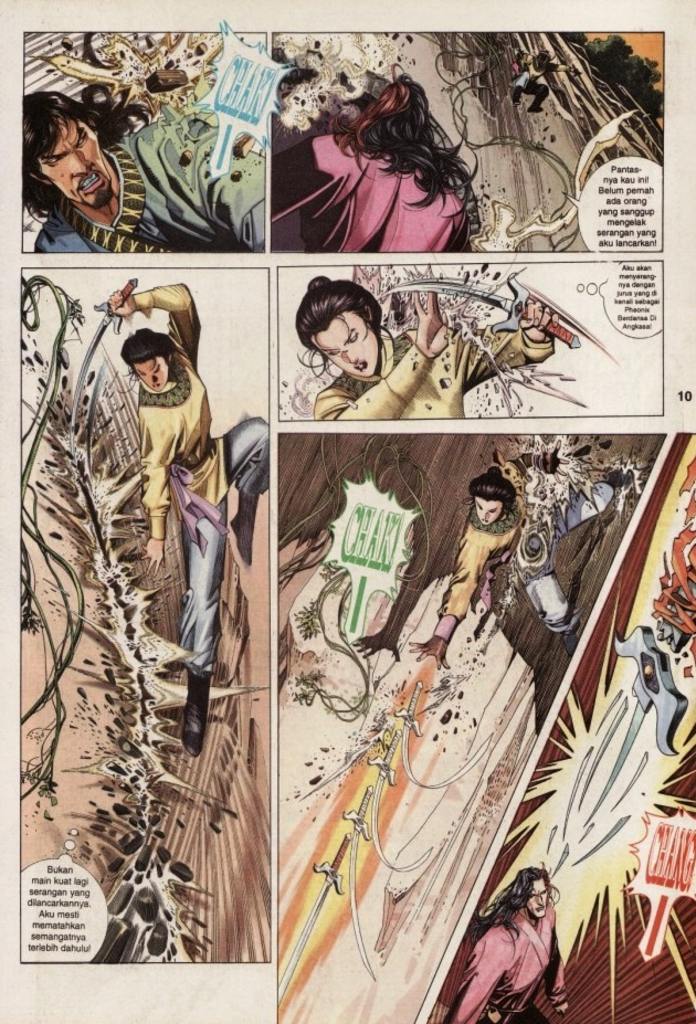 CHAK!
Pantas-
nya kau ini!
Belum pernah
ada orang
yang sanggup
mengelak
serangan yang
aku lancarkan!
Aku akan
menyerang-
nya dengan
jurus yang di
kenali sebagai
Pheonix
Berdansa Di
Angkasa!
10
Bukan
main kuat lagi
serangan yang
dilancarkannya.
Aku mesti
mematahkan
semangatnya
terlebih dahulu!
CHAK!
CHANG!